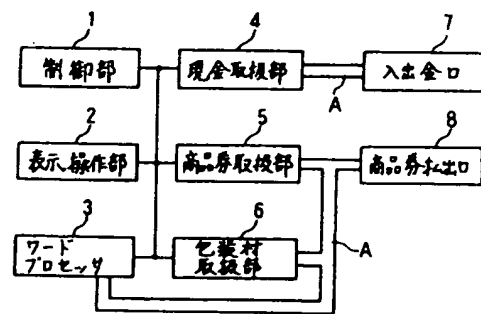 1
制御部
4
現金取扱部
7
入出金口
A
2
表示操作部
5
商品券取扱部
8
商品券払出口
3
ワード
プロセッサ
6
包装材
取扱部
A